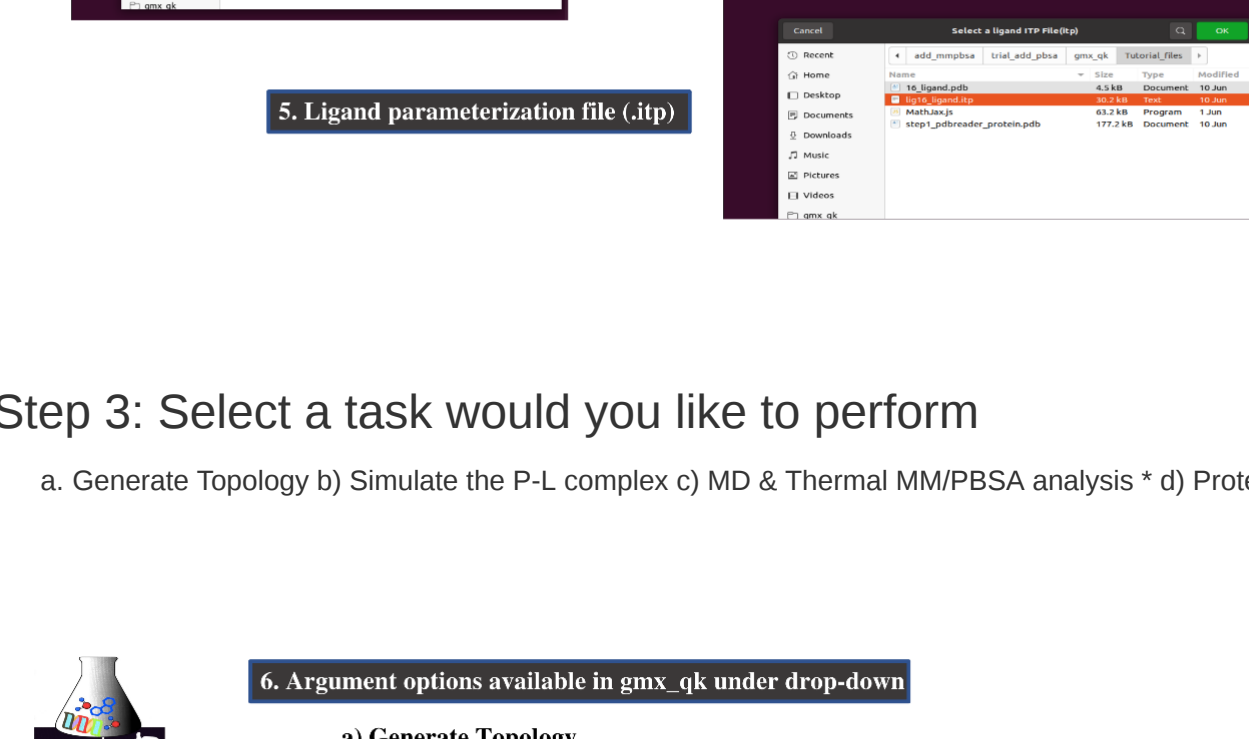 gmx_qk
Cancel
Select a ligand ITP File(itp)
OK
Recent
Home
Desktop
Documents
Downloads
Music
Pictures
Videos
gmx_qk
add_mmpbsa trial_add_pbsa gmx_qk Tutorial_files
Name Size Type Modified
16_ligand.pdb 4.5 kB Document 10 Jun
lig16_ligand.itp 30.2 kB Text 10 Jun
MathJax.js 63.2 kB Program 1 Jun
step1_pdbreader_protein.pdb 177.2 kB Document 10 Jun
5. Ligand parameterization file (.itp)
Step 3: Select a task would you like to perform
a. Generate Topology b) Simulate the P-L complex c) MD & Thermal MM/PBSA analysis * d) Prote
6. Argument options available in gmx_qk under drop-down
a) Generate Topology